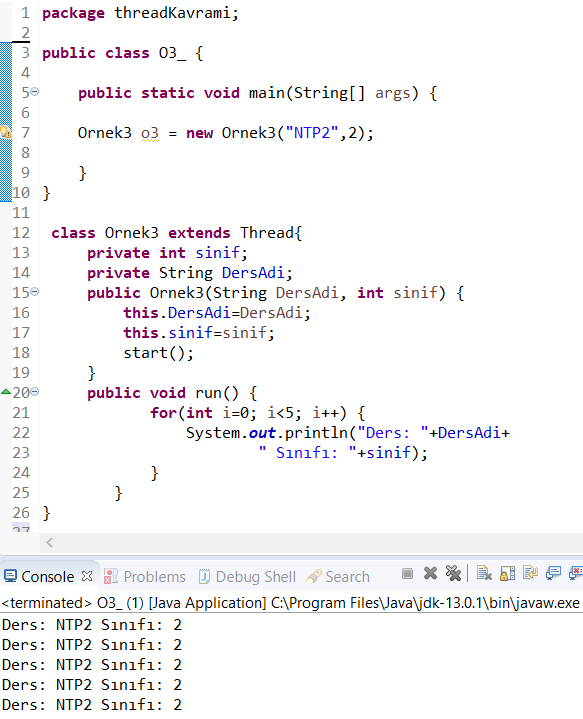 1 package threadKavrami;
2
3 public class O3_ {
4
5 public static void main(String[] args) {
6
7 Ornek3 o3 = new Ornek3("NTP2",2);
8
9 }
10 }
11
12 class Ornek3 extends Thread{
13 private int sinif;
14 private String DersAdi;
15 public Ornek3(String DersAdi, int sinif) {
16 this.DersAdi=DersAdi;
17 this.sinif=sinif;
18 start();
19 }
20 public void run() {
21 for(int i=0; i<5; i++) {
22 System.out.println("Ders: "+DersAdi+
23 " Sınıfı: "+sinif);
24 }
25 }
26 }
27
Console Problems Debug Shell Search
<terminated> O3_ (1) [Java Application] C:\Program Files\Java\jdk-13.0.1\bin\javaw.exe
Ders: NTP2 Sınıfı: 2
Ders: NTP2 Sınıfı: 2
Ders: NTP2 Sınıfı: 2
Ders: NTP2 Sınıfı: 2
Ders: NTP2 Sınıfı: 2